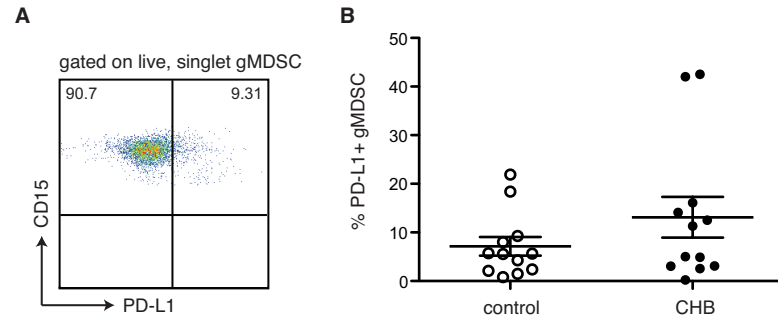 A
gated on live, singlet gMDSC
90.7
9.31
CD15
PD-L1
B
% PD-L1+ gMDSC
50
40
30
20
10
0
control
CHB